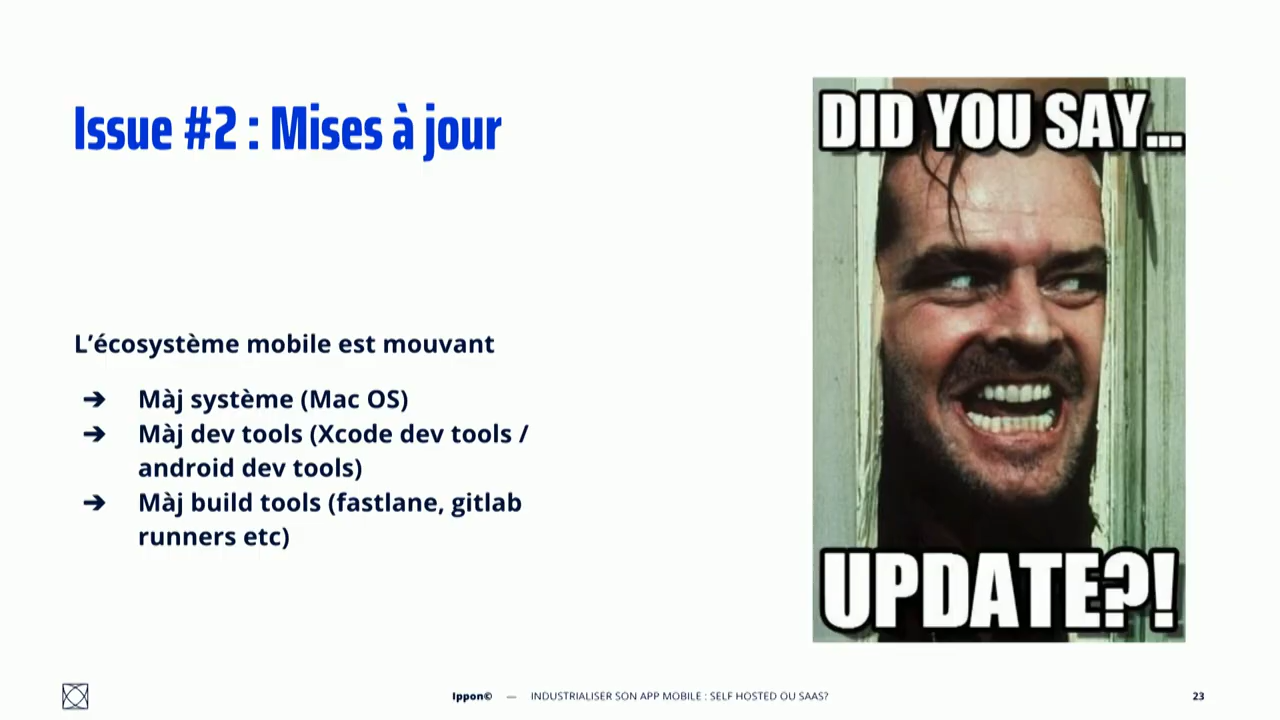 Issue #2 : Mises à jour
L’écosystème mobile est mouvant
➔ Màj système (Mac OS)
➔ Màj dev tools (Xcode dev tools /
android dev tools)
➔ Màj build tools (fastlane, gitlab
runners etc)
DID YOU SAY...
UPDATE?!
Ippon© — INDUSTRIALISER SON APP MOBILE : SELF HOSTED OU SAAS?
23